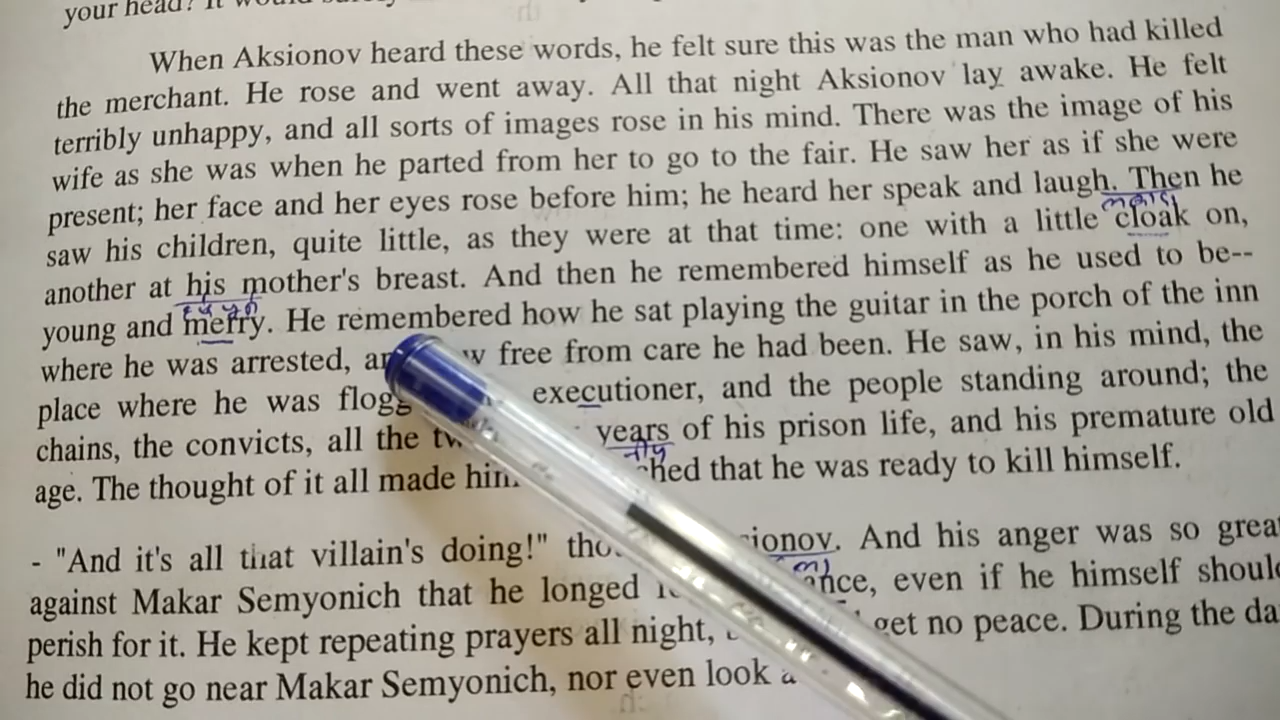 your head? It would
When Aksionov heard these words, he felt sure this was the man who had killed
the merchant. He rose and went away. All that night Aksionov lay awake. He felt
terribly unhappy, and all sorts of images rose in his mind. There was the image of his
wife as she was when he parted from her to go to the fair. He saw her as if she were
present; her face and her eyes rose before him; he heard her speak and laugh. Then he
saw his children, quite little, as they were at that time: one with a little cloak on,
another at his mother's breast. And then he remembered himself as he used to be--
young and merry. He remembered how he sat playing the guitar in the porch of the inn
where he was arrested, free from care he had been. He saw, in his mind, the
place where he was executioner, and the people standing around; the
chains, the convicts, all the years of his prison life, and his premature old
age. The thought of it all made that he was ready to kill himself.
- "And it's all that villain's doing!" And his anger was so
against Makar Semyonich that he longed even if he himself
perish for it. He kept repeating prayers all night, get no peace. During the
he did not go near Makar Semyonich, nor even look